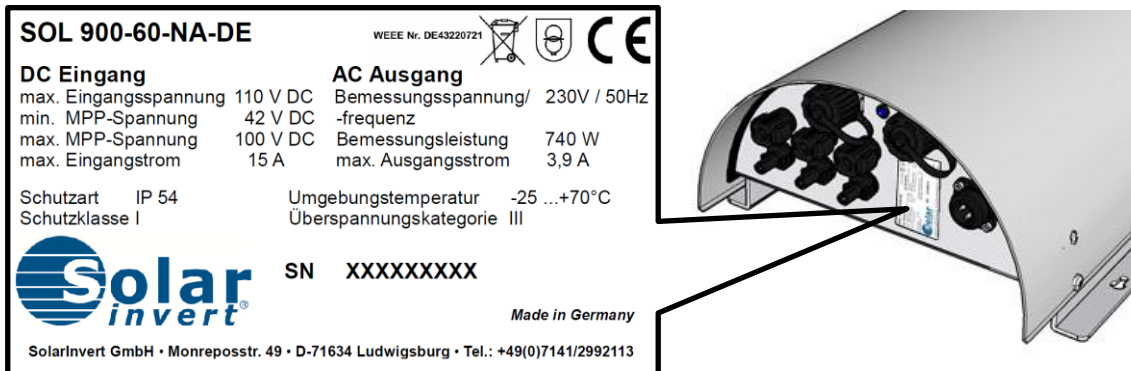 SOL 900-60-NA-DE
WEEE Nr. DE43220721
CE
DC Eingang
max. Eingangsspannung 110 V DC
min. MPP-Spannung 42 V DC
max. MPP-Spannung 100 V DC
max. Eingangstrom 15 A
AC Ausgang
Bemessungsspannung/ 230V / 50Hz
-frequenz
Bemessungsleistung 740 W
max. Ausgangsstrom 3,9 A
Schutzart IP 54
Schutzklasse I
Umgebungstemperatur -25 ...+70°C
Überspannungskategorie III
Solar
invert®
SN XXXXXXXXX
Made in Germany
SolarInvert GmbH • Monreposstr. 49 • D-71634 Ludwigsburg • Tel.: +49(0)7141/2992113
Solar